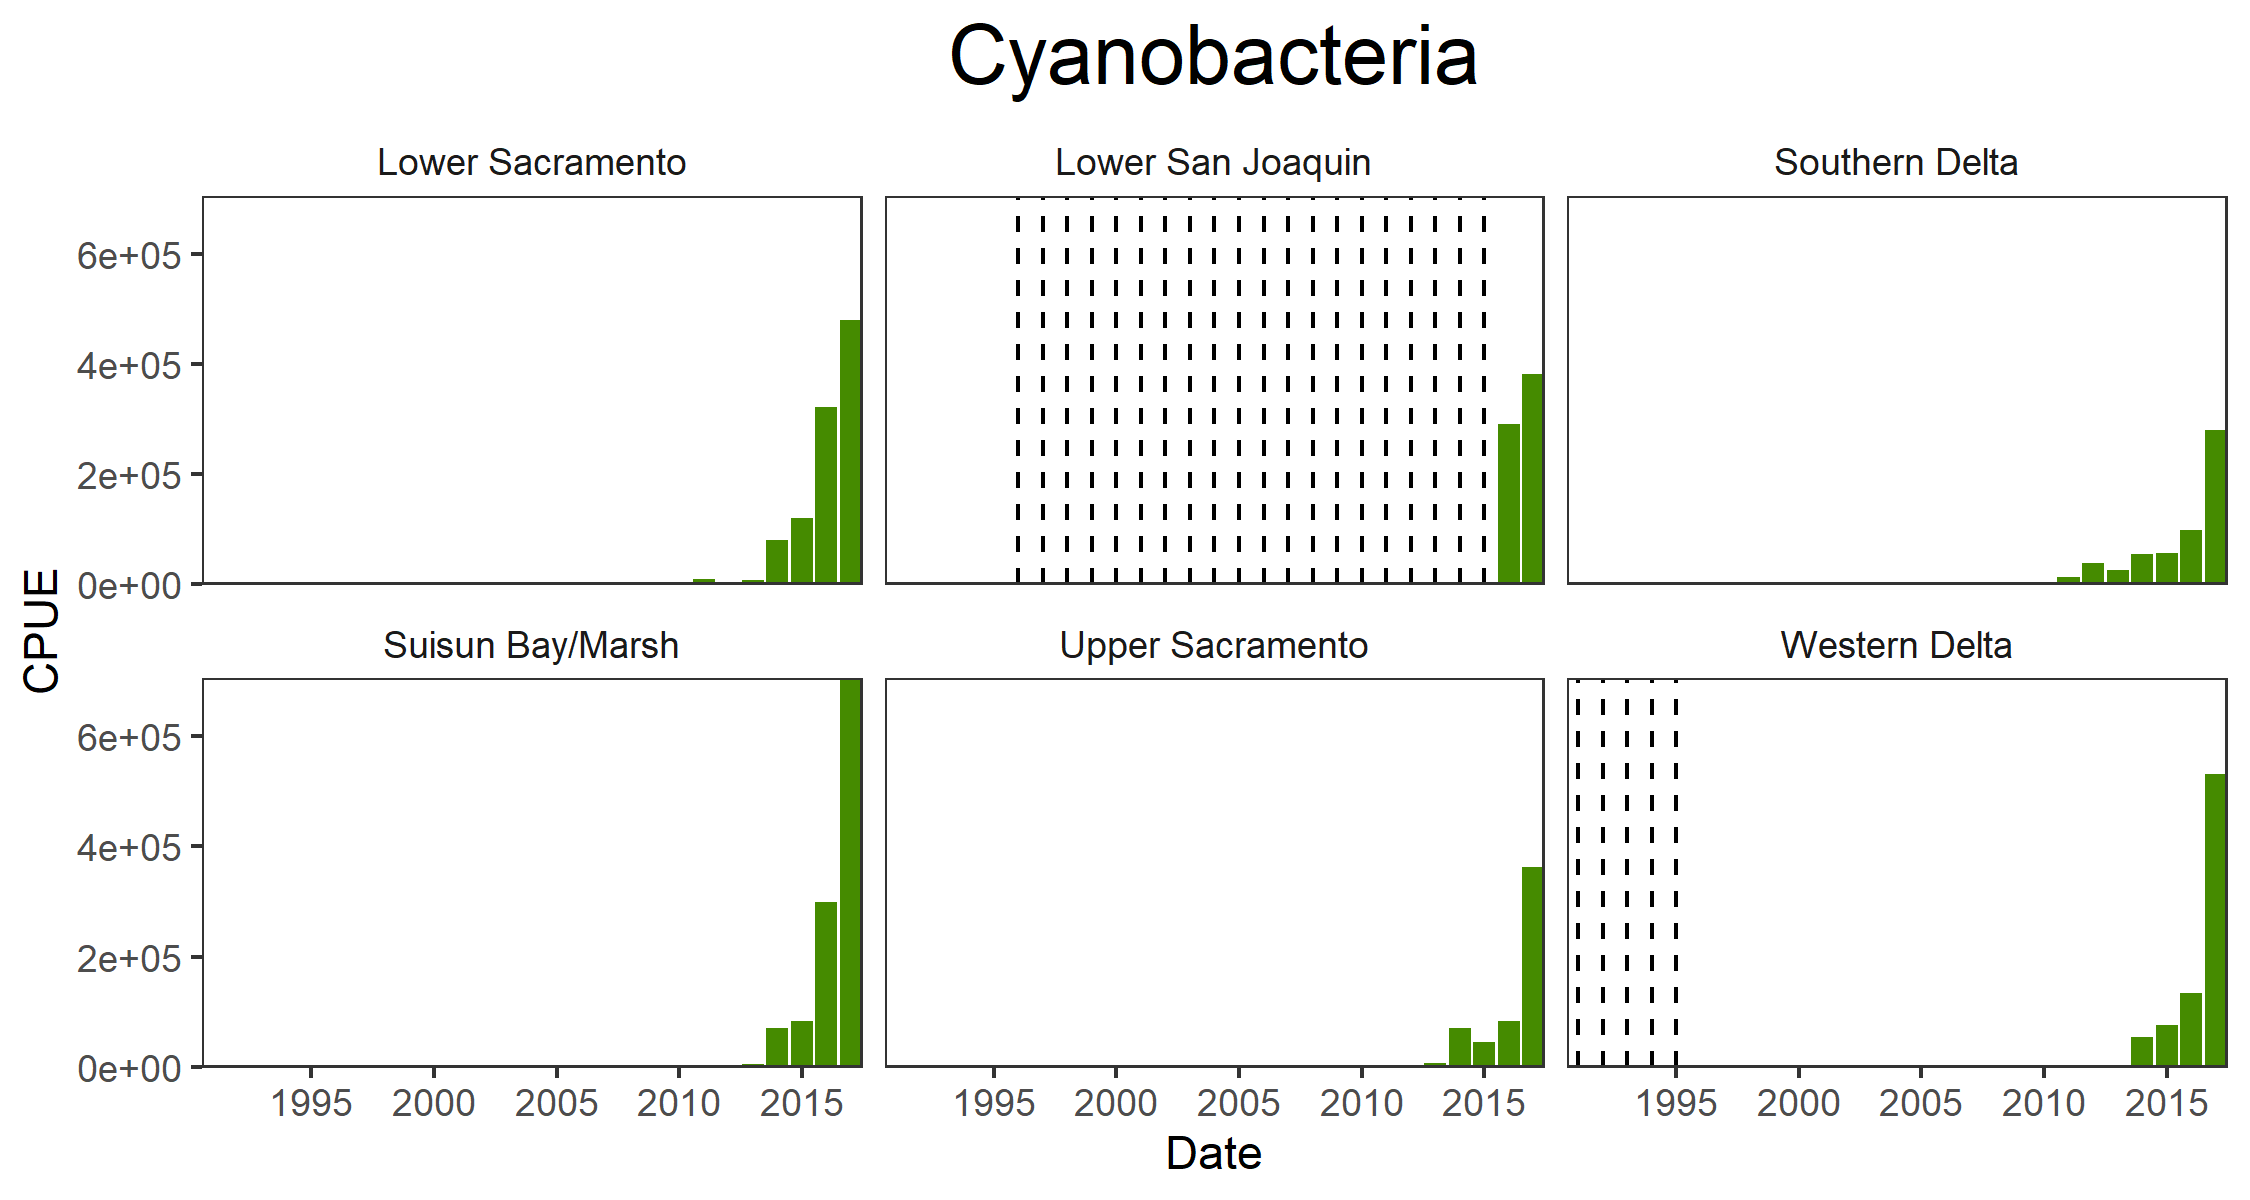 Cyanobacteria
Lower Sacramento
Lower San Joaquin
Southern Delta
6e+05
4e+05
2e+05
0e+00
CPUE
Suisun Bay/Marsh
Upper Sacramento
Western Delta
6e+05
4e+05
2e+05
0e+00
1995 2000 2005 2010 2015
1995 2000 2005 2010 2015
1995 2000 2005 2010 2015
Date